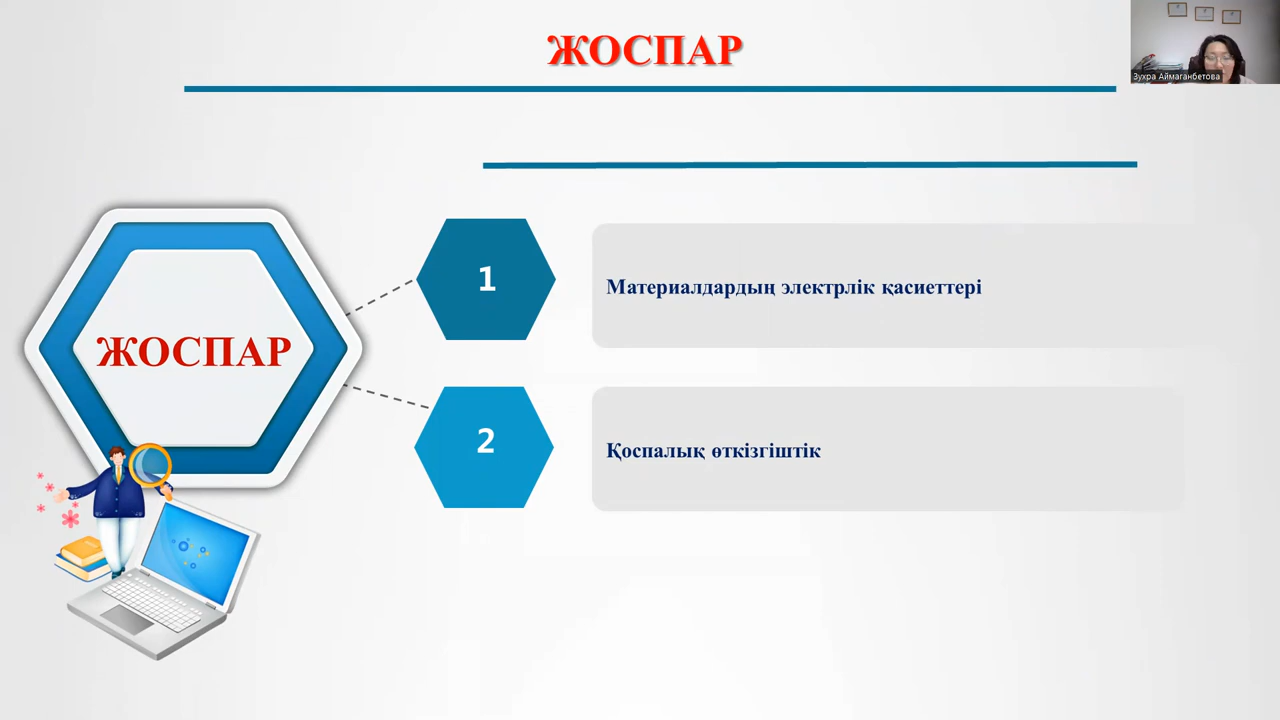 ЖОСПАР
Зухра Аймаганбетова
1
Материалдардың электрлік қасиеттері
ЖОСПАР
2
Қоспалық өткізгіштік